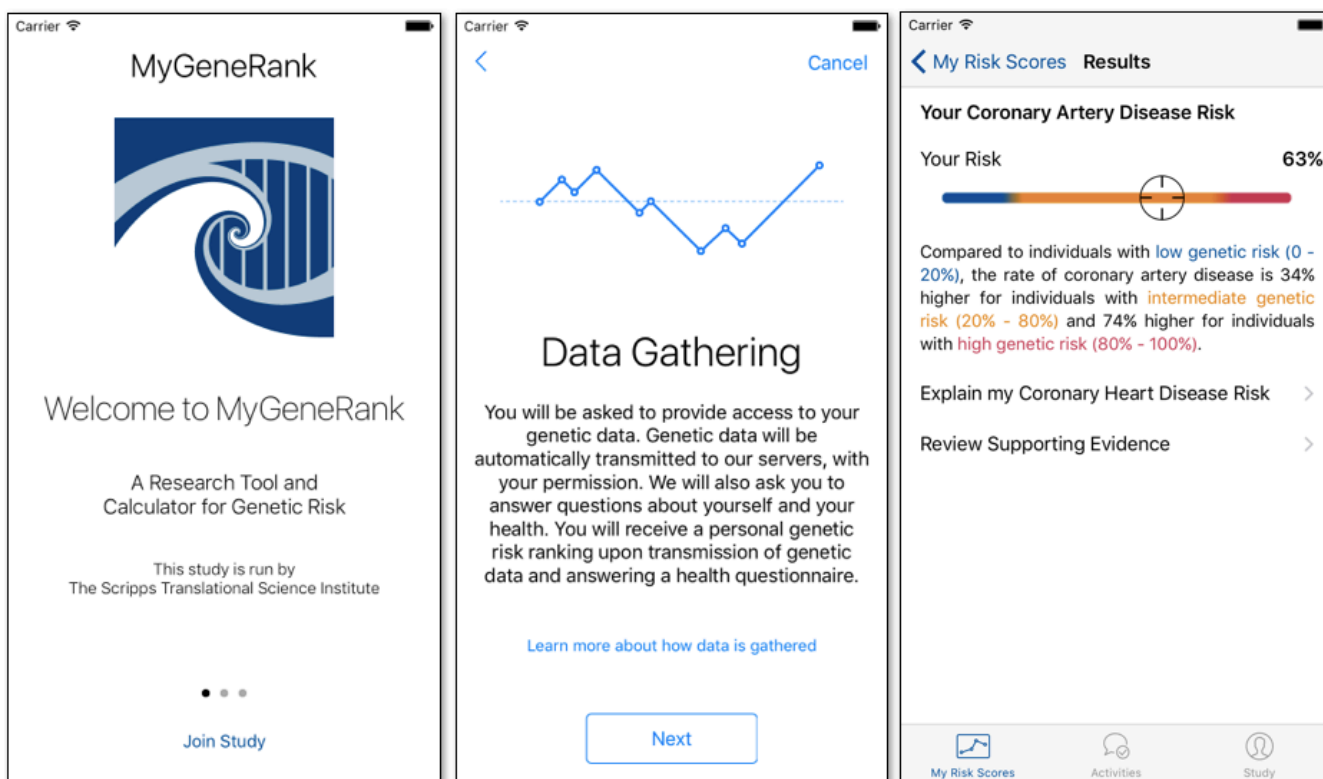 Carrier
MyGeneRank
Welcome to MyGeneRank
A Research Tool and
Calculator for Genetic Risk
This study is run by
The Scripps Translational Science Institute
Join Study
Carrier
Cancel
Data Gathering
You will be asked to provide access to your
genetic data. Genetic data will be
automatically transmitted to our servers, with
your permission. We will also ask you to
answer questions about yourself and your
health. You will receive a personal genetic
risk ranking upon transmission of genetic
data and answering a health questionnaire.
Learn more about how data is gathered
Next
Carrier
My Risk Scores Results
Your Coronary Artery Disease Risk
Your Risk 63%
Compared to individuals with low genetic risk (0 -
20%), the rate of coronary artery disease is 34%
higher for individuals with intermediate genetic
risk (20% - 80%) and 74% higher for individuals
with high genetic risk (80% - 100%).
Explain my Coronary Heart Disease Risk
Review Supporting Evidence
My Risk Scores Activities Study